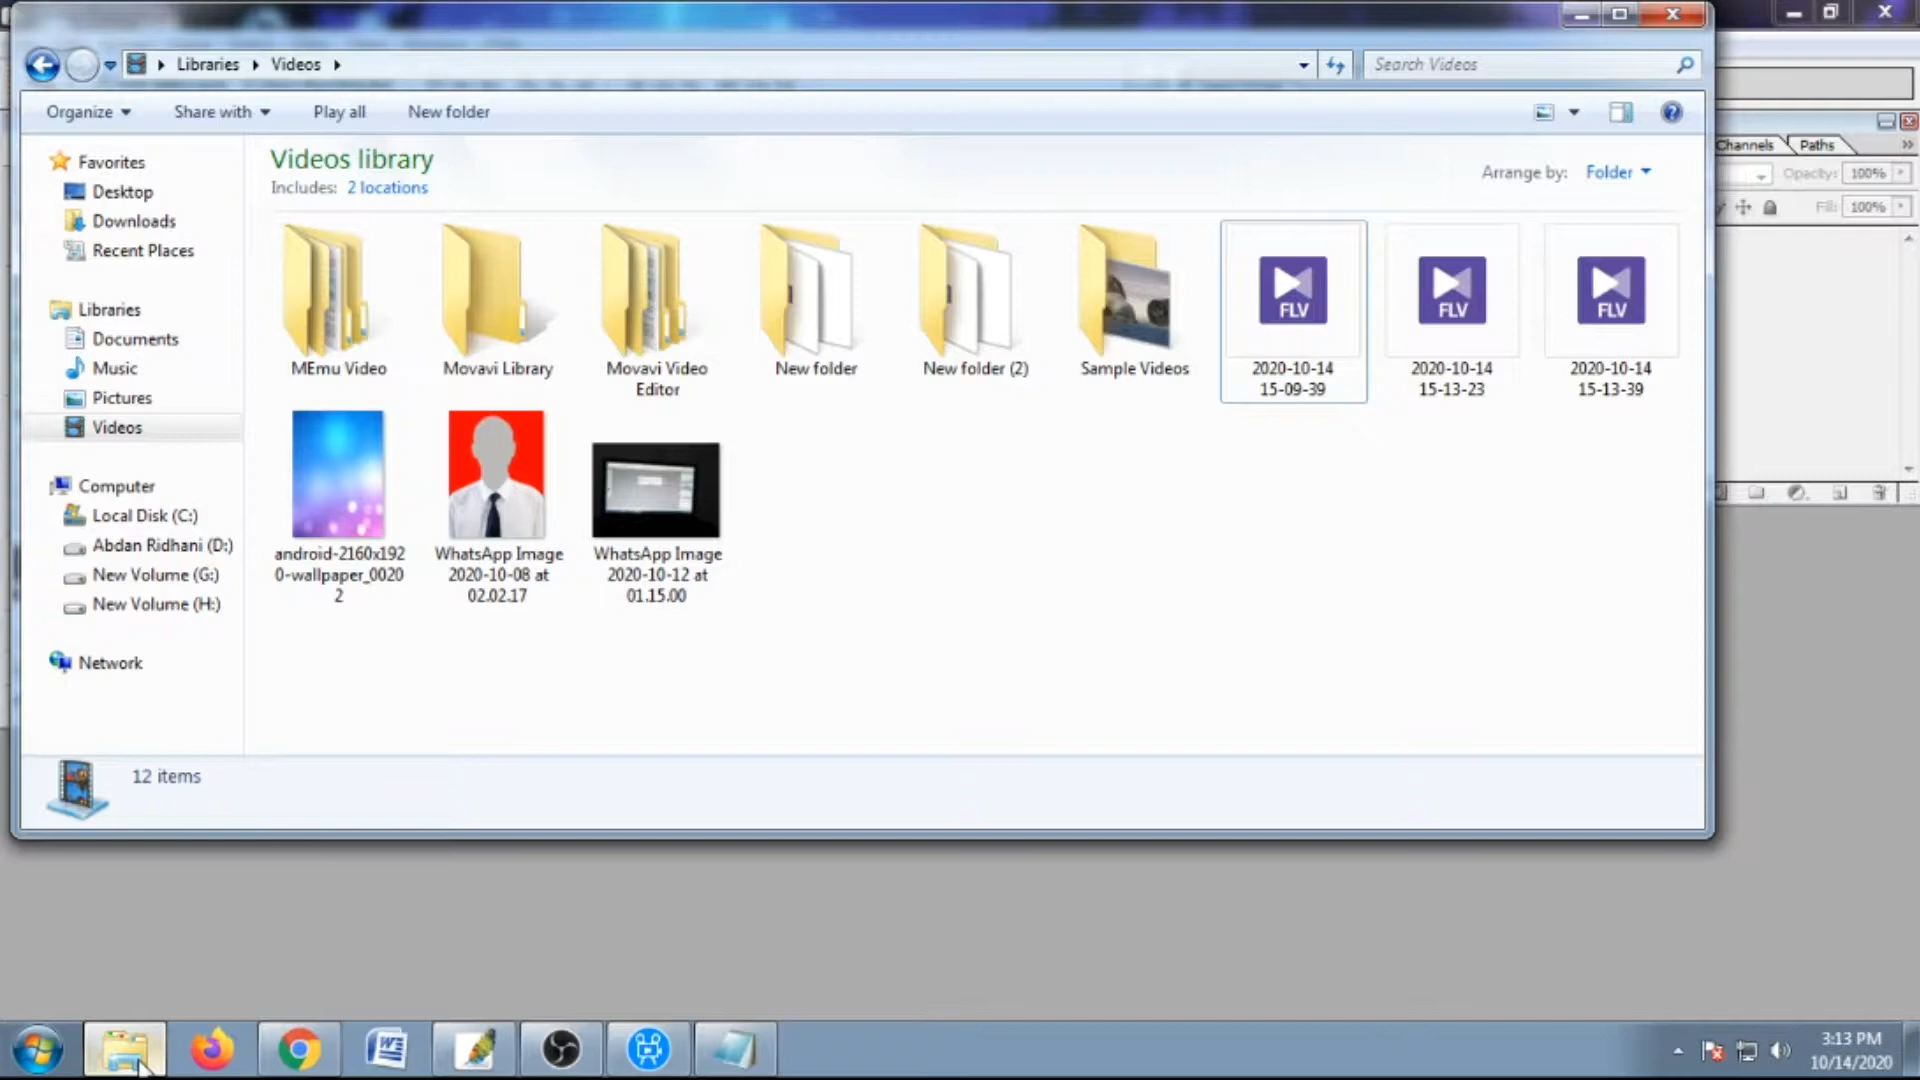 Libraries Videos
Search Videos
Organize Share with Play all New folder
Channels Paths
Opacity: 100%
Fill: 100%
Favorites
Desktop
Downloads
Recent Places
Libraries
Documents
Music
Pictures
Videos
Computer
Local Disk (C:)
Abdan Ridhani (D:)
New Volume (G:)
New Volume (H:)
Network
Videos library
Includes: 2 locations
Arrange by: Folder
FLV
FLV
FLV
MEmu Video
Movavi Library
Movavi Video
Editor
New folder
New folder (2)
Sample Videos
2020-10-14
15-09-39
2020-10-14
15-13-23
2020-10-14
15-13-39
android-2160x192
0-wallpaper_0020
2
WhatsApp Image
2020-10-08 at
02.02.17
WhatsApp Image
2020-10-12 at
01.15.00
12 items
3:13 PM
10/14/2020